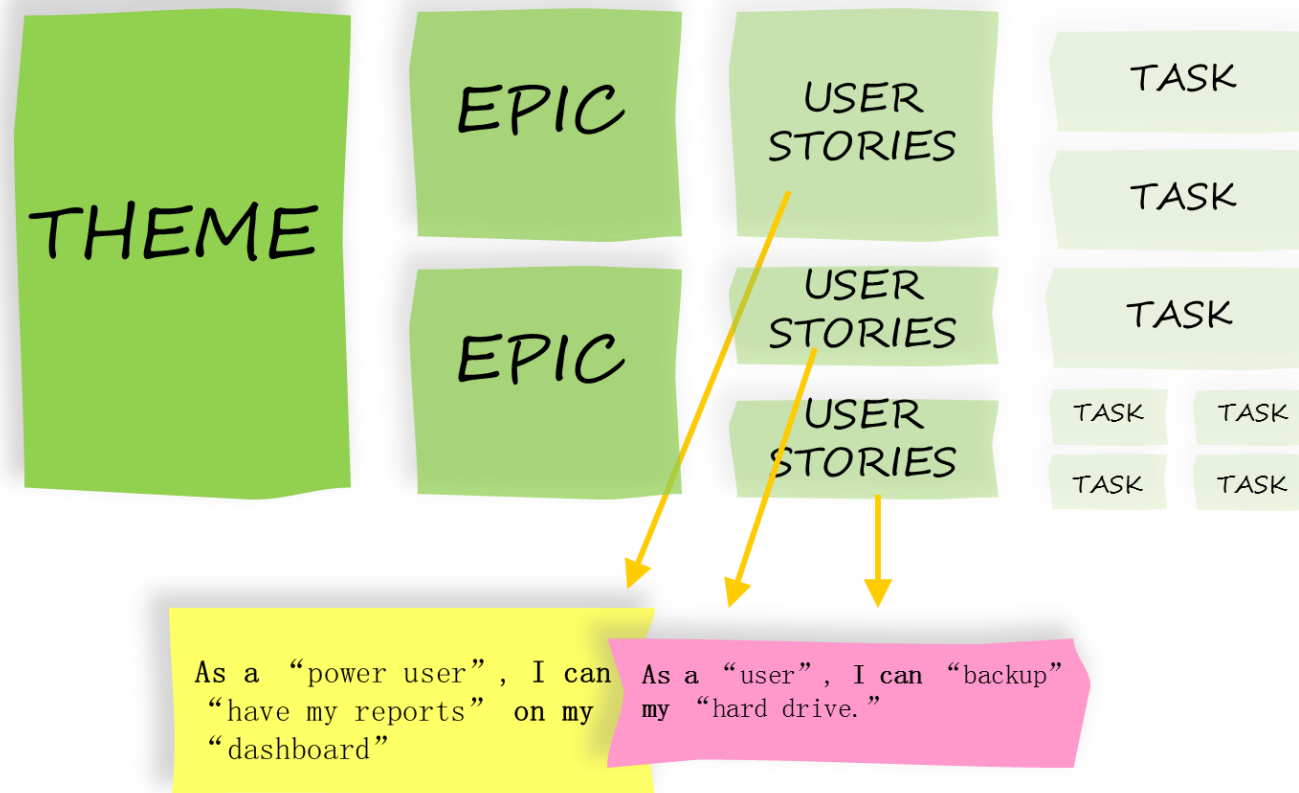 THEME
EPIC
EPIC
USER
STORIES
USER
STORIES
USER
STORIES
TASK
TASK
TASK
TASK TASK
TASK TASK
As a “power user”, I can
“have my reports” on my
“dashboard”
As a “user”, I can “backup”
my “hard drive.”